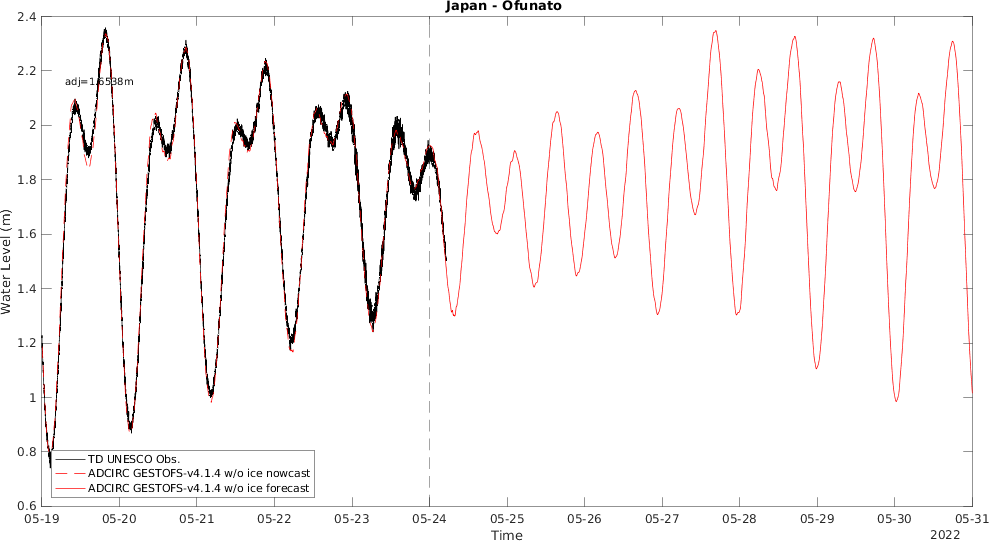 Japan - Ofunato
adj=1.6538m
Water Level (m)
2.4
2.2
2
1.8
1.6
1.4
1.2
1
0.8
0.6
TD UNESCO Obs.
ADCIRC GESTOFS-v4.1.4 w/o ice nowcast
ADCIRC GESTOFS-v4.1.4 w/o ice forecast
05-19 05-20 05-21 05-22 05-23 05-24 05-25 05-26 05-27 05-28 05-29 05-30 05-31
Time
2022